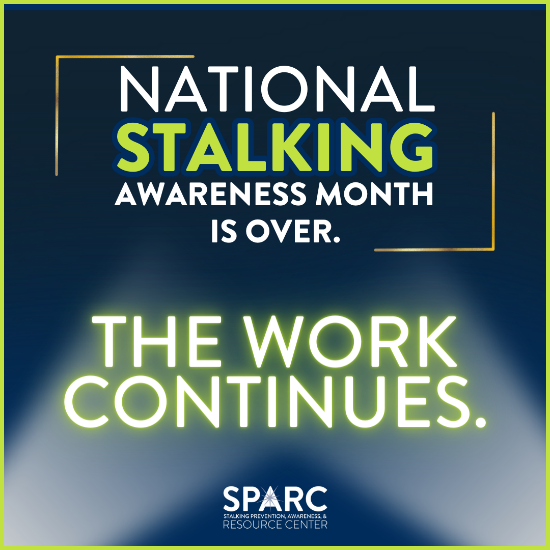 NATIONAL
STALKING
AWARENESS MONTH
IS OVER.
THE WORK
CONTINUES.
SPARC
STALKING PREVENTION, AWARENESS, &
RESOURCE CENTER